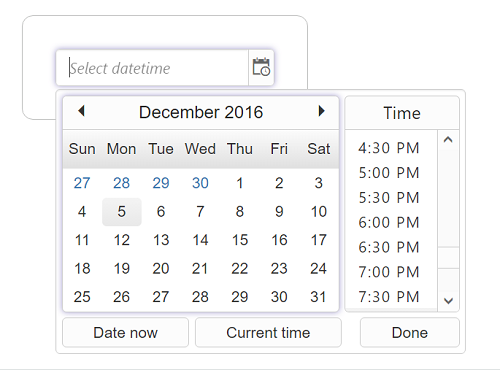 Select datetime
December 2016
Time
Sun Mon Tue Wed Thu Fri Sat
27 28 29 30 1 2 3
4 5 6 7 8 9 10
11 12 13 14 15 16 17
18 19 20 21 22 23 24
25 26 27 28 29 30 31
4:30 PM
5:00 PM
5:30 PM
6:00 PM
6:30 PM
7:00 PM
7:30 PM
Date now
Current time
Done